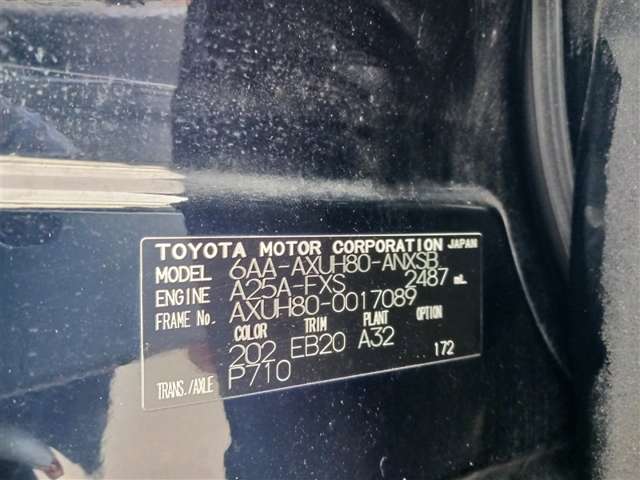 TOYOTA MOTOR CORPORATION JAPAN
MODEL 6AA-AXUH80-ANXSB
ENGINE A25A-FXS 2487 mL
FRAME No. AXUH80-0017089
COLOR TRIM PLANT OPTION
202 EB20 A32
172
TRANS./AXLE P710